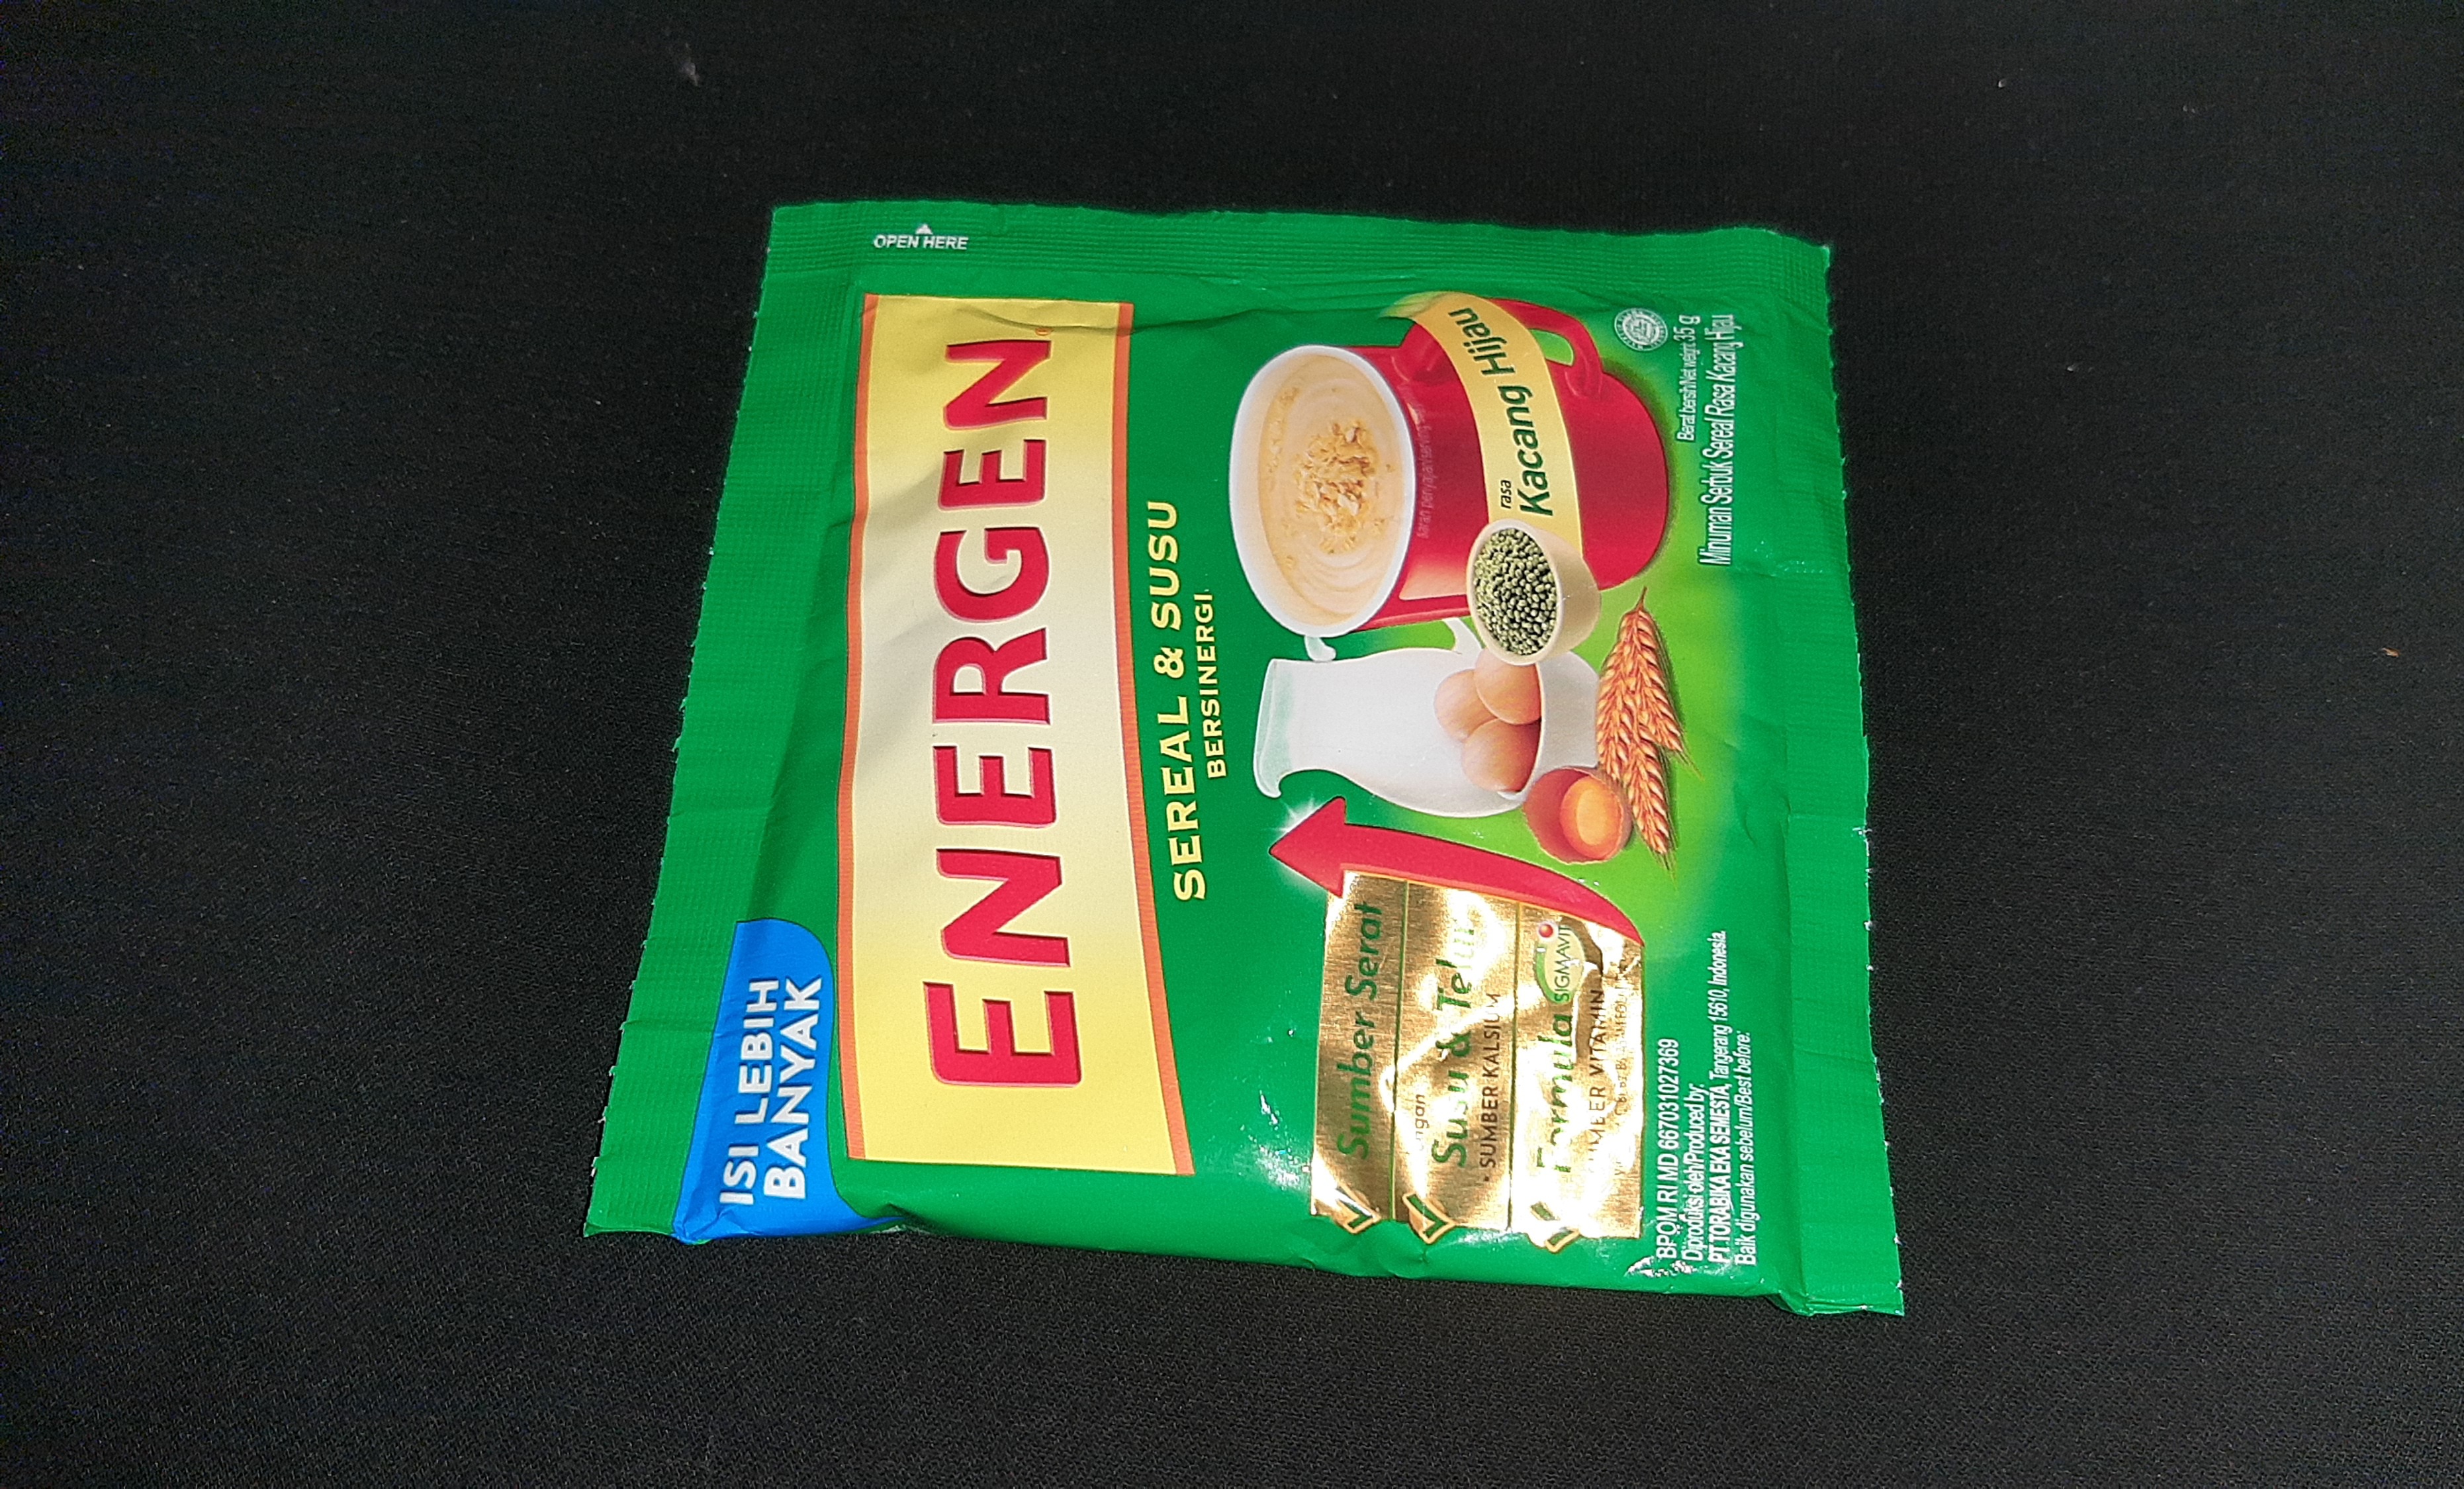 OPEN HERE
ISI LEBIH
BANYAK
ENERGEN
SEREAL & SUSU
BERSINERGI
rasa
Kacang Hijau
Sumber Serat
Susu & Telur
• SUMBER KALSIUM
Formula SIGMAVIT
VITAMIN
Berat bersih/Net weight: 35 g
Minuman Serbuk Sereal Rasa Kacang Hijau
BPOM RI MD 667031027369
Diproduksi oleh/Produced by:
PT TORABIKA EKA SEMESTA, Tangerang 15610, Indonesia.
Baik digunakan sebelum/Best before: